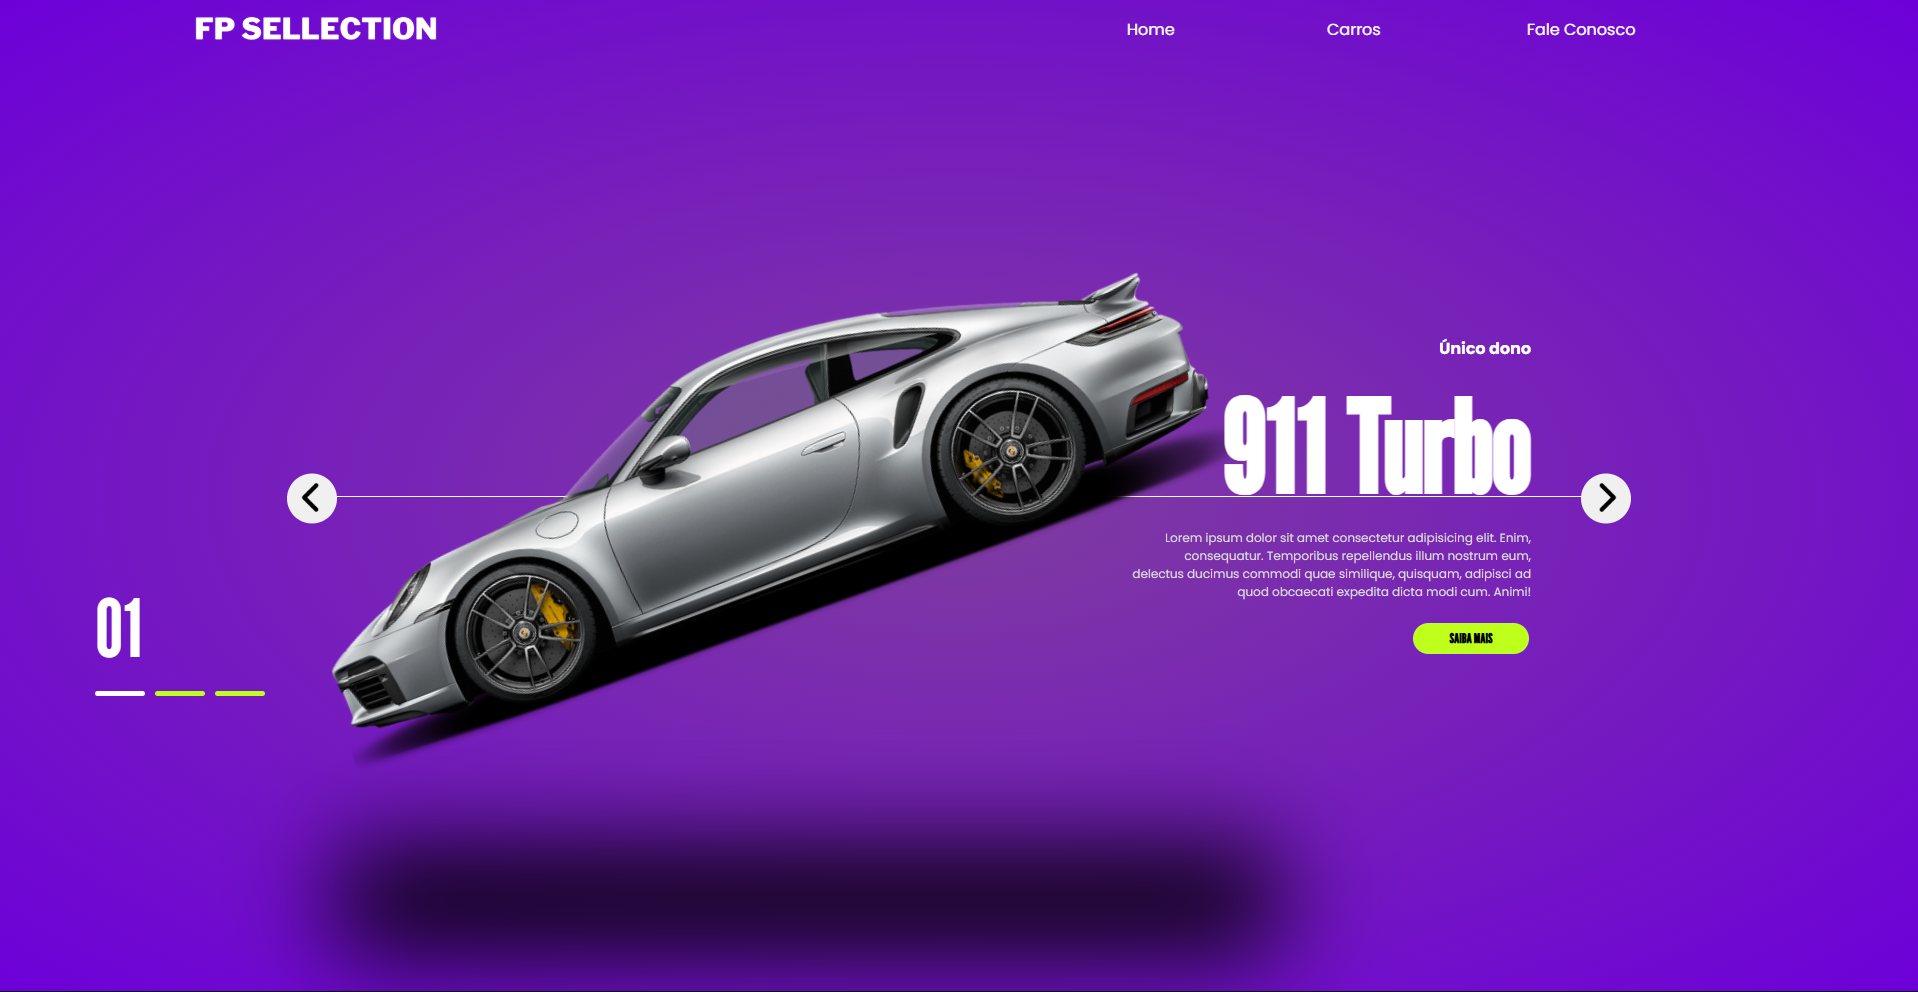 FP SELLECTION
Home
Carros
Fale Conosco
Único dono
911 Turbo
Lorem ipsum dolor sit amet consectetur adipisicing elit. Enim,
consequatur. Temporibus repellendus illum nostrum eum,
delectus ducimus commodi quae similique, quisquam, adipisci ad
quod obcaecati expedita dicta modi cum. Animi!
SAIBA MAIS
01